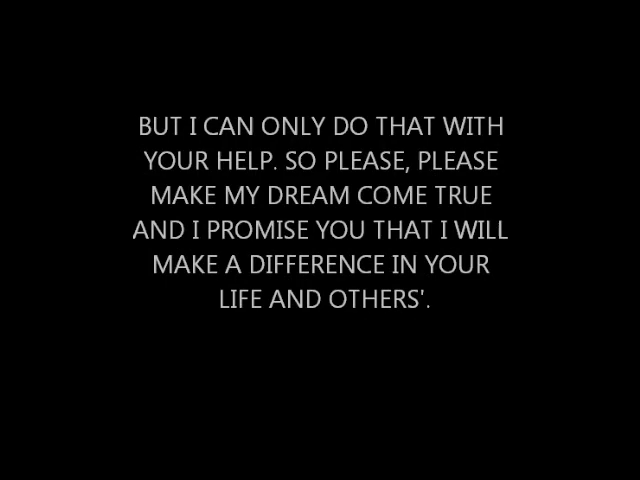 BUT I CAN ONLY DO THAT WITH
YOUR HELP. SO PLEASE, PLEASE
MAKE MY DREAM COME TRUE
AND I PROMISE YOU THAT I WILL
MAKE A DIFFERENCE IN YOUR
LIFE AND OTHERS'.